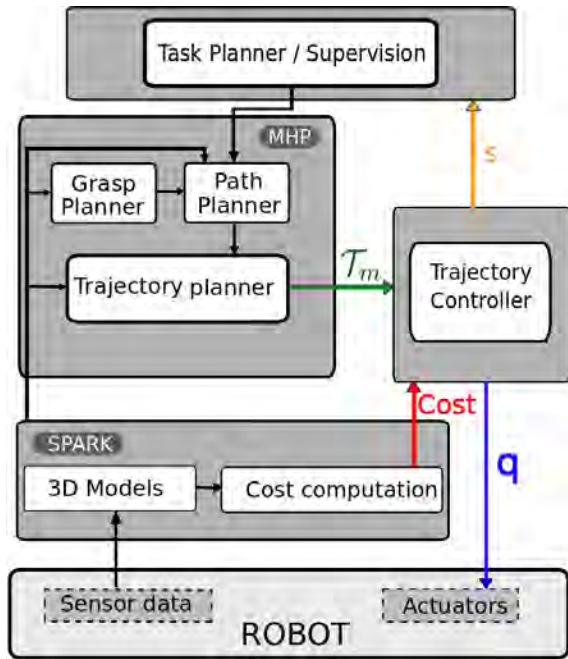 Task Planner / Supervision
MHP
Grasp
Planner
Path
Planner
s
Trajectory planner
𝒯m
Trajectory
Controller
Cost
SPARK
3D Models
Cost computation
q
Sensor data
Actuators
ROBOT